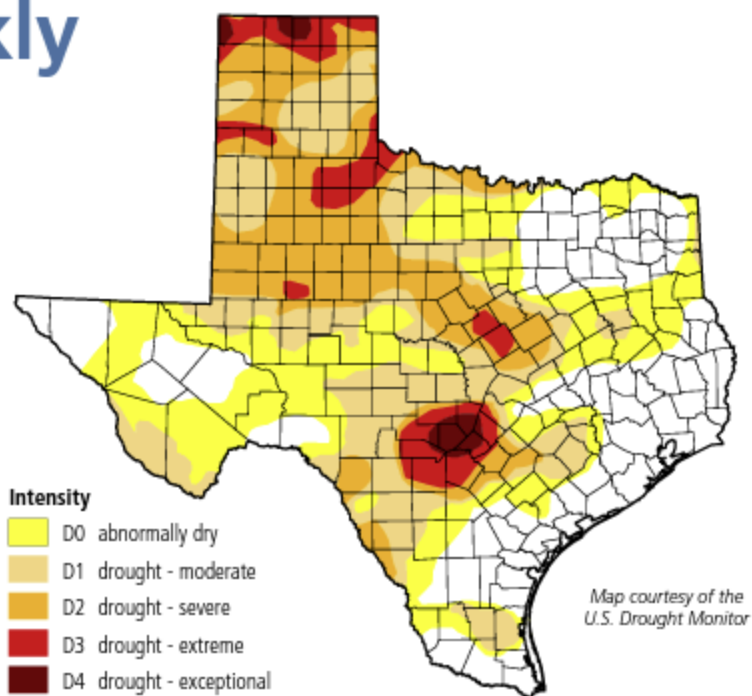 kly
Intensity
D0 abnormally dry
D1 drought - moderate
D2 drought - severe
D3 drought - extreme
D4 drought - exceptional
Map courtesy of the
U.S. Drought Monitor